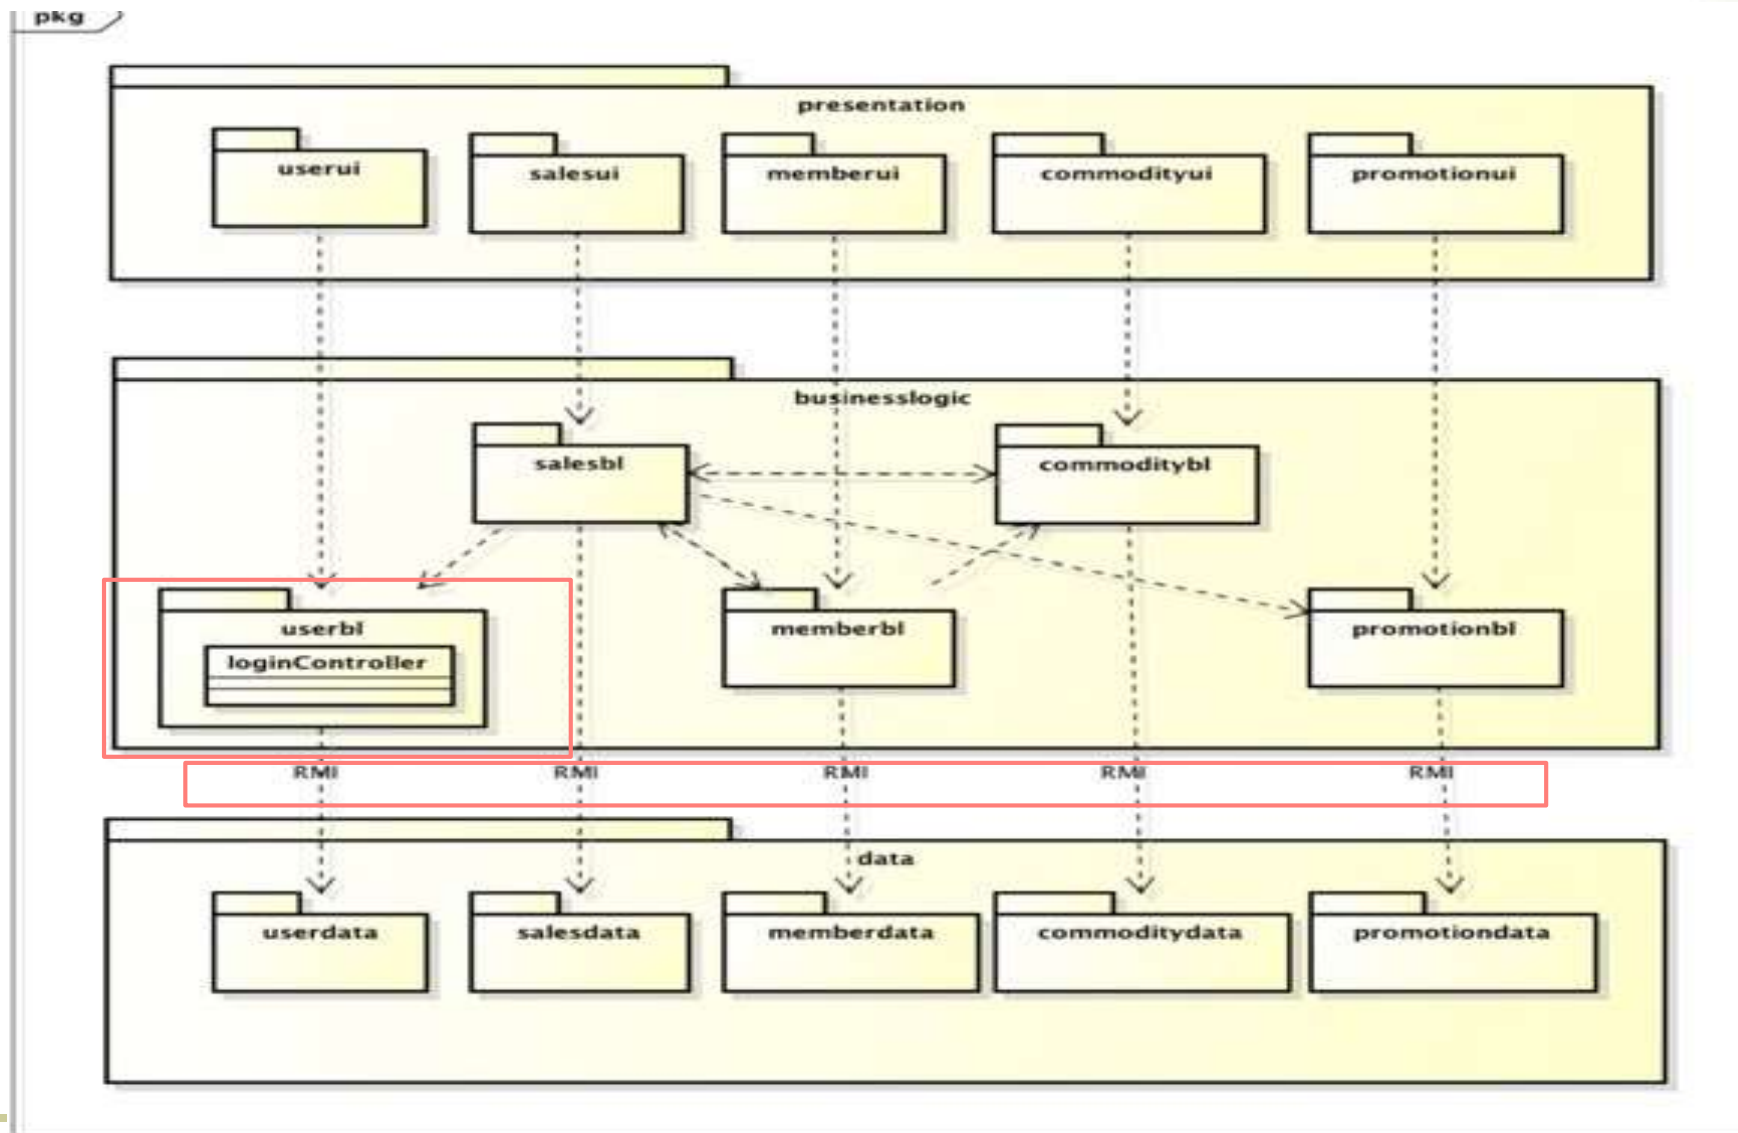 pkg
presentation
userui
salesui
memberui
commodityui
promotionui
businesslogic
salesbl
commoditybl
userbl
loginController
memberbl
promotionbl
RMI RMI RMI RMI RMI
data
userdata
salesdata
memberdata
commoditydata
promotiondata